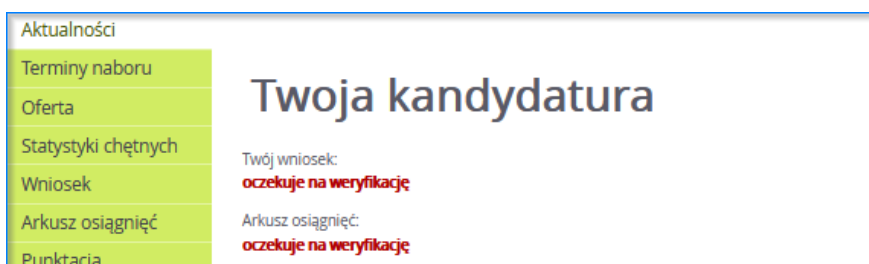 Aktualności
Terminy naboru
Oferta
Statystyki chętnych
Wniosek
Arkusz osiągnięć
Punktacja
Twoja kandydatura
Twój wniosek:
oczekuje na weryfikację
Arkusz osiągnięć:
oczekuje na weryfikację